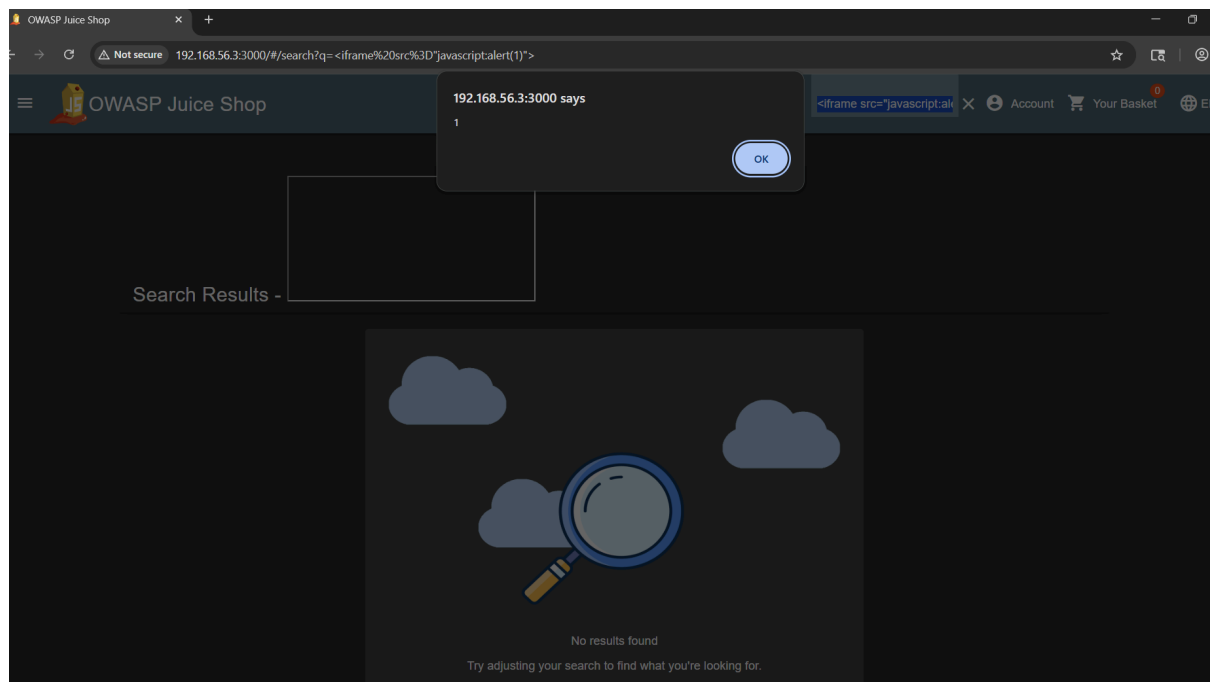 OWASP Juice Shop
Not secure 192.168.56.3:3000/#/search?q=<iframe%20src%3D"javascript:alert(1)">
192.168.56.3:3000 says
1
OK
OWASP Juice Shop
<iframe src="javascript:ale
Account
0
Your Basket
Search Results -
No results found
Try adjusting your search to find what you're looking for.